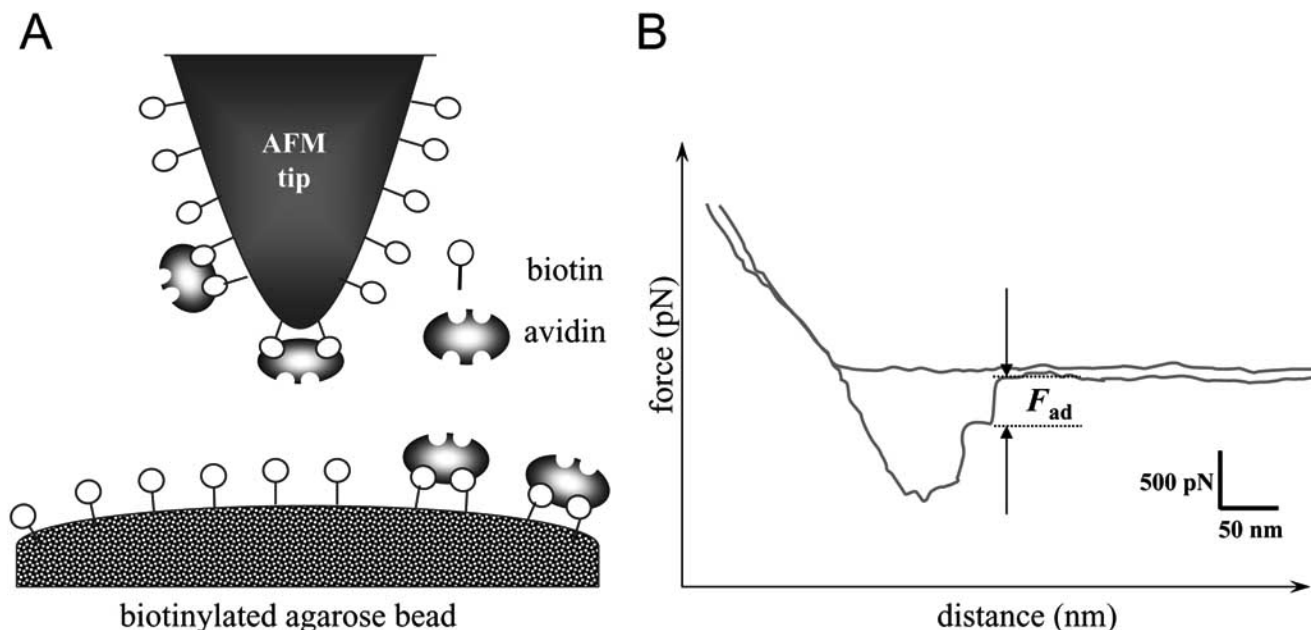 A
AFM
tip
biotin
avidin
biotinylated agarose bead
B
force (pN)
F_ad
500 pN
50 nm
distance (nm)